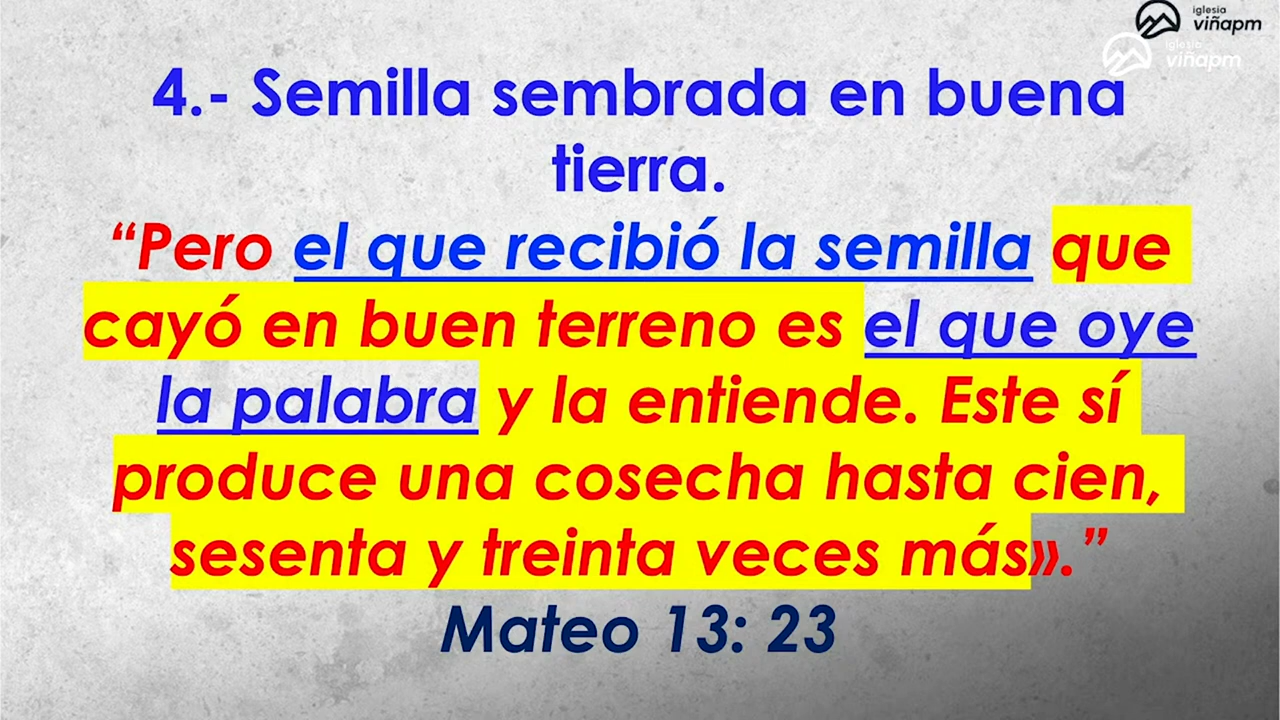 iglesia
viñapm
iglesia
viñapm
4.- Semilla sembrada en buena
tierra.
“Pero el que recibió la semilla que
cayó en buen terreno es el que oye
la palabra y la entiende. Este sí
produce una cosecha hasta cien,
sesenta y treinta veces más».”
Mateo 13: 23